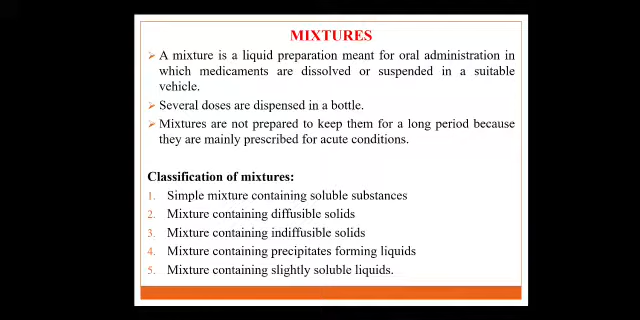 MIXTURES
➢ A mixture is a liquid preparation meant for oral administration in
which medicaments are dissolved or suspended in a suitable
vehicle.
➢ Several doses are dispensed in a bottle.
➢ Mixtures are not prepared to keep them for a long period because
they are mainly prescribed for acute conditions.
Classification of mixtures:
1. Simple mixture containing soluble substances
2. Mixture containing diffusible solids
3. Mixture containing indiffusible solids
4. Mixture containing precipitates forming liquids
5. Mixture containing slightly soluble liquids.